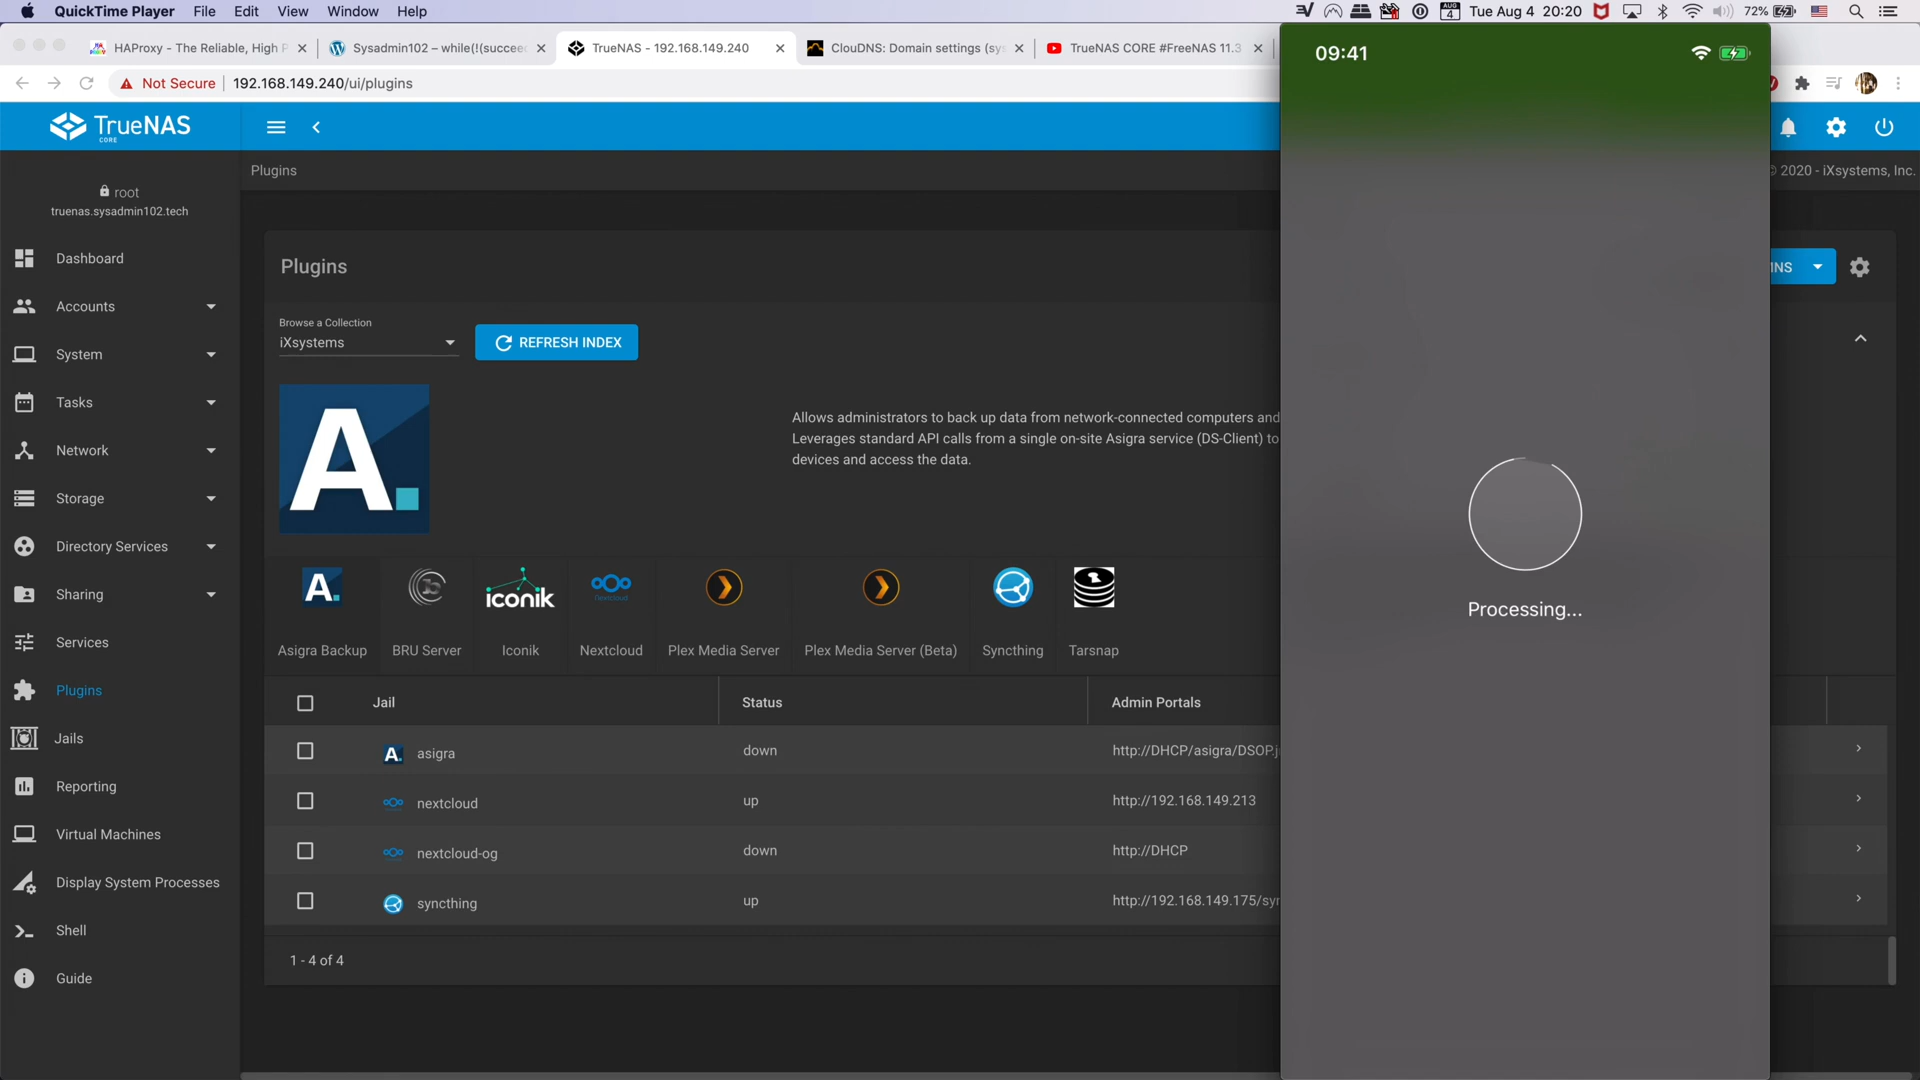 QuickTime Player File Edit View Window Help
AUG 4 Tue Aug 4 20:20 72%
HAProxy - The Reliable, High P
Sysadmin102 – while(!(succee
TrueNAS - 192.168.149.240
ClouDNS: Domain settings (sy
TrueNAS CORE #FreeNAS 11.3
Not Secure 192.168.149.240/ui/plugins
TrueNAS
CORE
root
truenas.sysadmin102.tech
Dashboard
Accounts
System
Tasks
Network
Storage
Directory Services
Sharing
Services
Plugins
Jails
Reporting
Virtual Machines
Display System Processes
Shell
Guide
Plugins
© 2020 - iXsystems, Inc.
Plugins
INS
Browse a Collection
iXsystems
REFRESH INDEX
A.
Allows administrators to back up data from network-connected computers and
Leverages standard API calls from a single on-site Asigra service (DS-Client) to
devices and access the data.
A.
iconik
Nextcloud
Asigra Backup
BRU Server
Iconik
Nextcloud
Plex Media Server
Plex Media Server (Beta)
Syncthing
Tarsnap
Jail Status Admin Portals
A. asigra down http://DHCP/asigra/DSOP.j
nextcloud up http://192.168.149.213
nextcloud-og down http://DHCP
syncthing up http://192.168.149.175/syn
1 - 4 of 4
09:41
Processing...